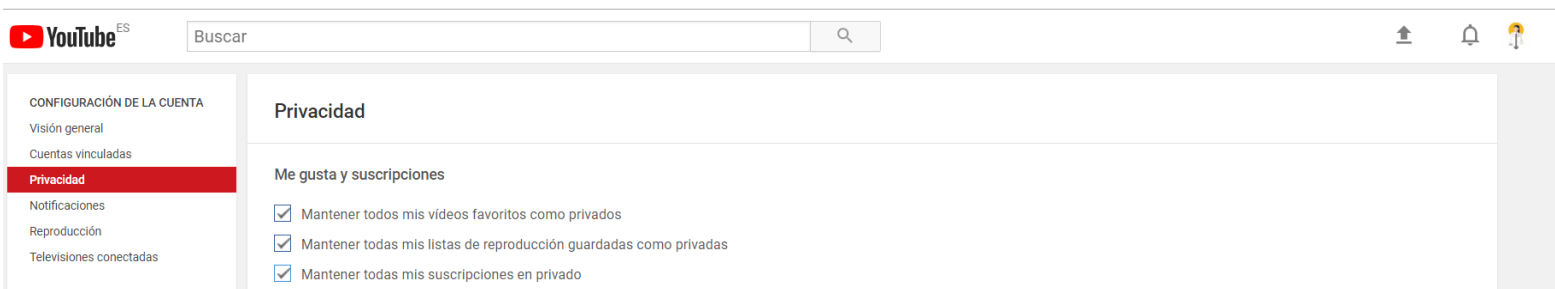 YouTube ES
Buscar
CONFIGURACIÓN DE LA CUENTA
Visión general
Cuentas vinculadas
Privacidad
Notificaciones
Reproducción
Televisiones conectadas
Privacidad
Me gusta y suscripciones
Mantener todos mis vídeos favoritos como privados
Mantener todas mis listas de reproducción guardadas como privadas
Mantener todas mis suscripciones en privado